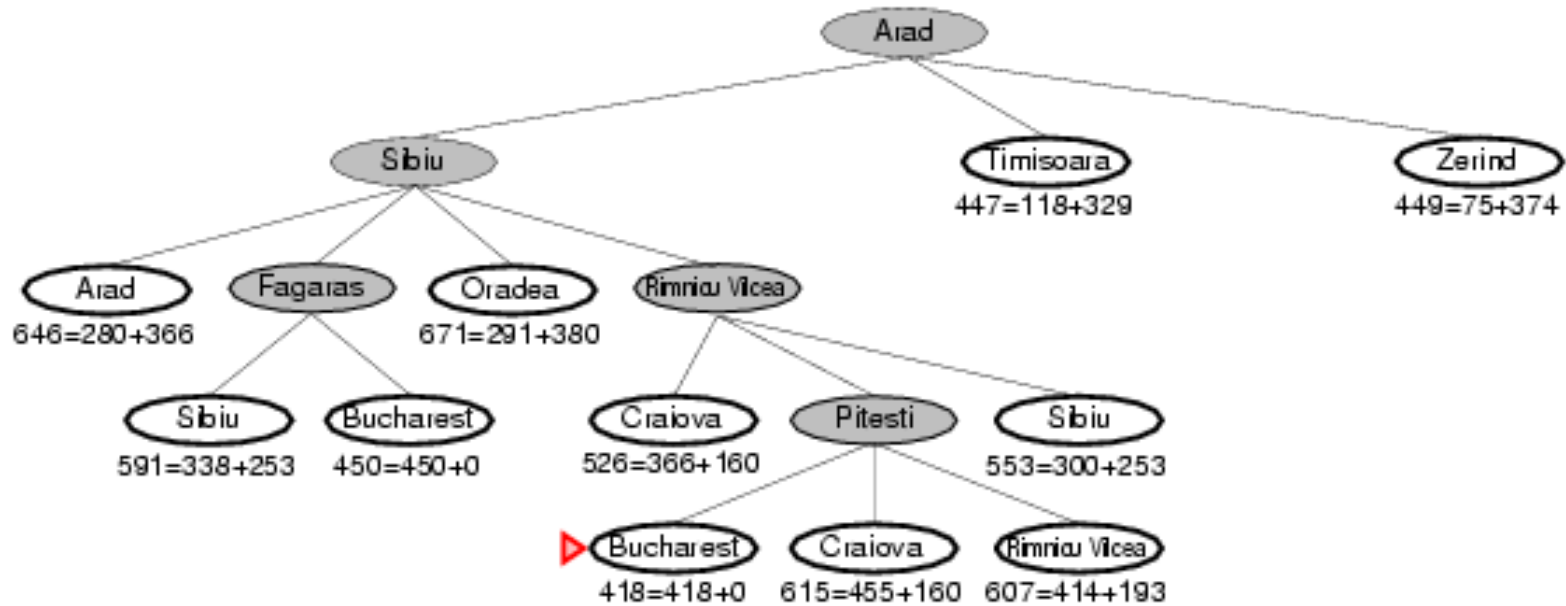 Arad
Sibiu
Timisoara
Zerind
447=118+329
449=75+374
Arad
Fagaras
Oradea
Rimnicu Vilcea
646=280+366
671=291+380
Sibiu
Bucharest
Craiova
Pitesti
Sibiu
591=338+253
450=450+0
526=366+160
553=300+253
Bucharest
Craiova
Rimnicu Vilcea
418=418+0
615=455+160
607=414+193